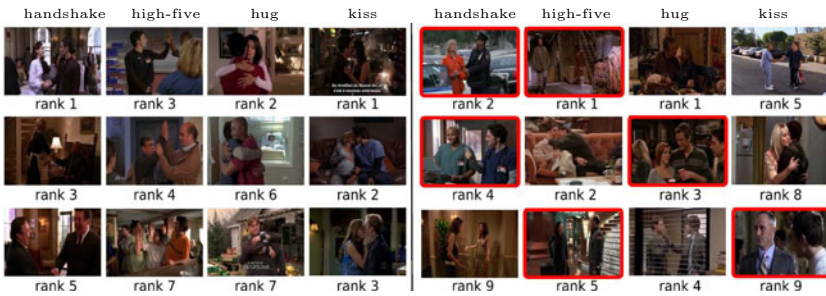 handshake high-five hug kiss handshake high-five hug kiss
rank 1 rank 3 rank 2 rank 1 rank 2 rank 1 rank 1 rank 5
rank 3 rank 4 rank 6 rank 2 rank 4 rank 2 rank 3 rank 8
rank 5 rank 7 rank 7 rank 3 rank 9 rank 5 rank 4 rank 9